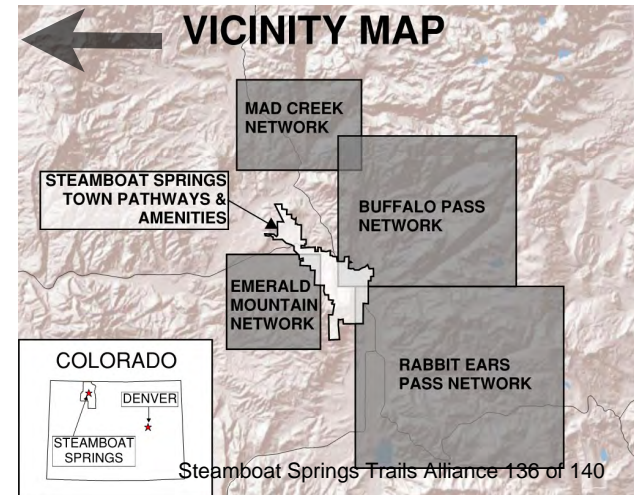 VICINITY MAP
MAD CREEK
NETWORK
STEAMBOAT SPRINGS
TOWN PATHWAYS &
AMENITIES
BUFFALO PASS
NETWORK
EMERALD
MOUNTAIN
NETWORK
RABBIT EARS
PASS NETWORK
COLORADO
DENVER
STEAMBOAT
SPRINGS
Steamboat Springs Trails Alliance 136 of 140